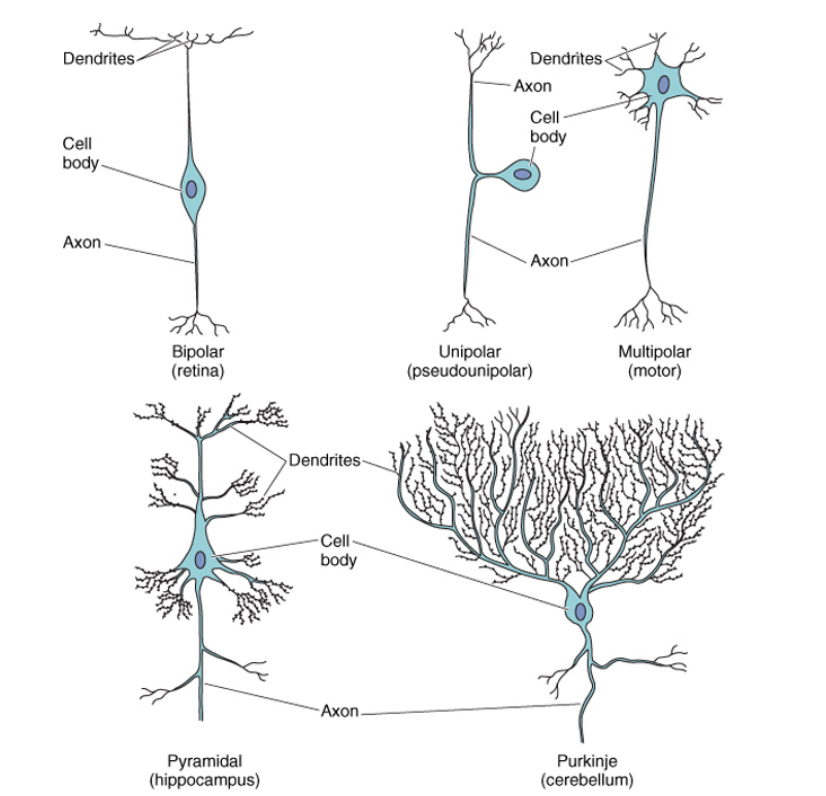 Dendrites
Cell
body
Axon
Bipolar
(retina)
Axon
Dendrites
Cell
body
Axon
Unipolar
(pseudounipolar)
Multipolar
(motor)
Dendrites
Cell
body
Axon
Pyramidal
(hippocampus)
Purkinje
(cerebellum)